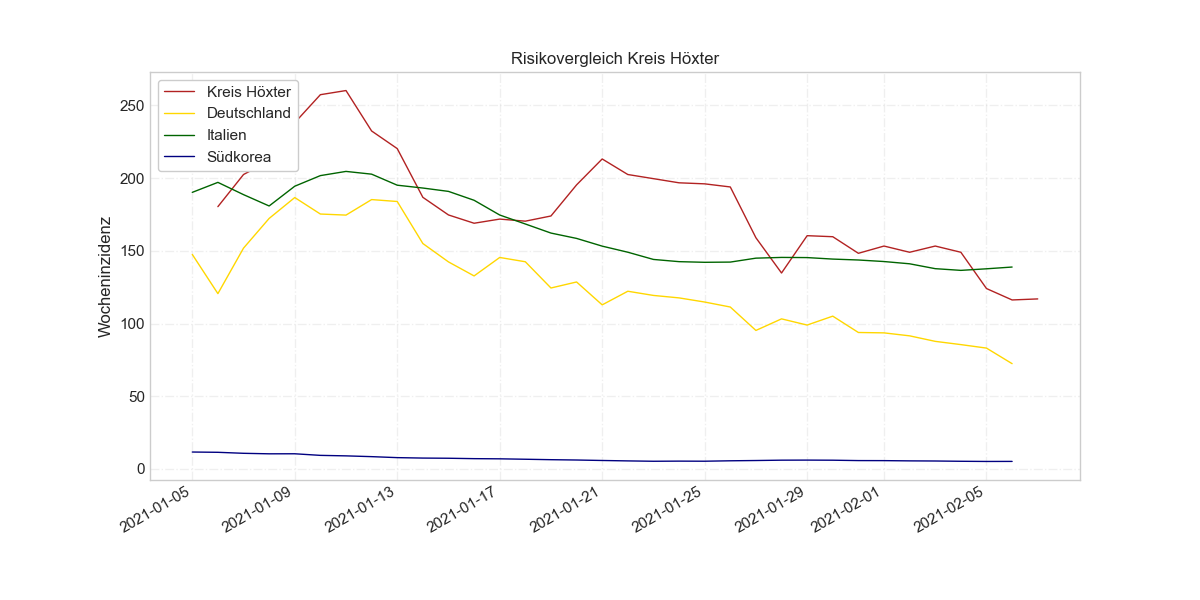 Risikovergleich Kreis Höxter
Kreis Höxter
Deutschland
Italien
Südkorea
Wocheninzidenz
250
200
150
100
50
0
2021-01-05
2021-01-09
2021-01-13
2021-01-17
2021-01-21
2021-01-25
2021-01-29
2021-02-01
2021-02-05